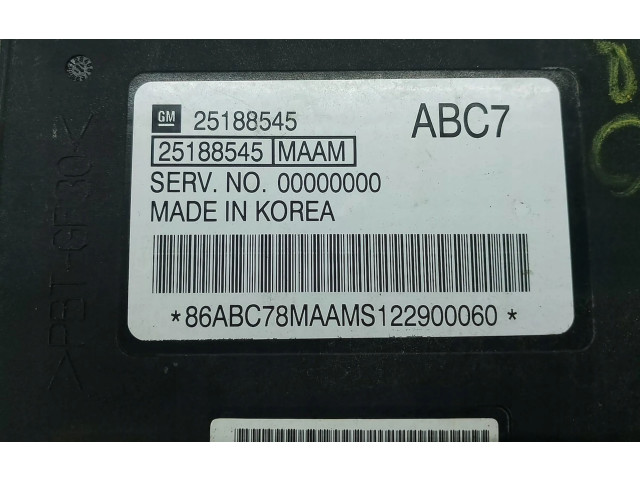 GM 25188545 ABC7
25188545 MAAM
SERV. NO. 00000000
MADE IN KOREA
*86ABC78MAAMS122900060*
>PBT-GF30<